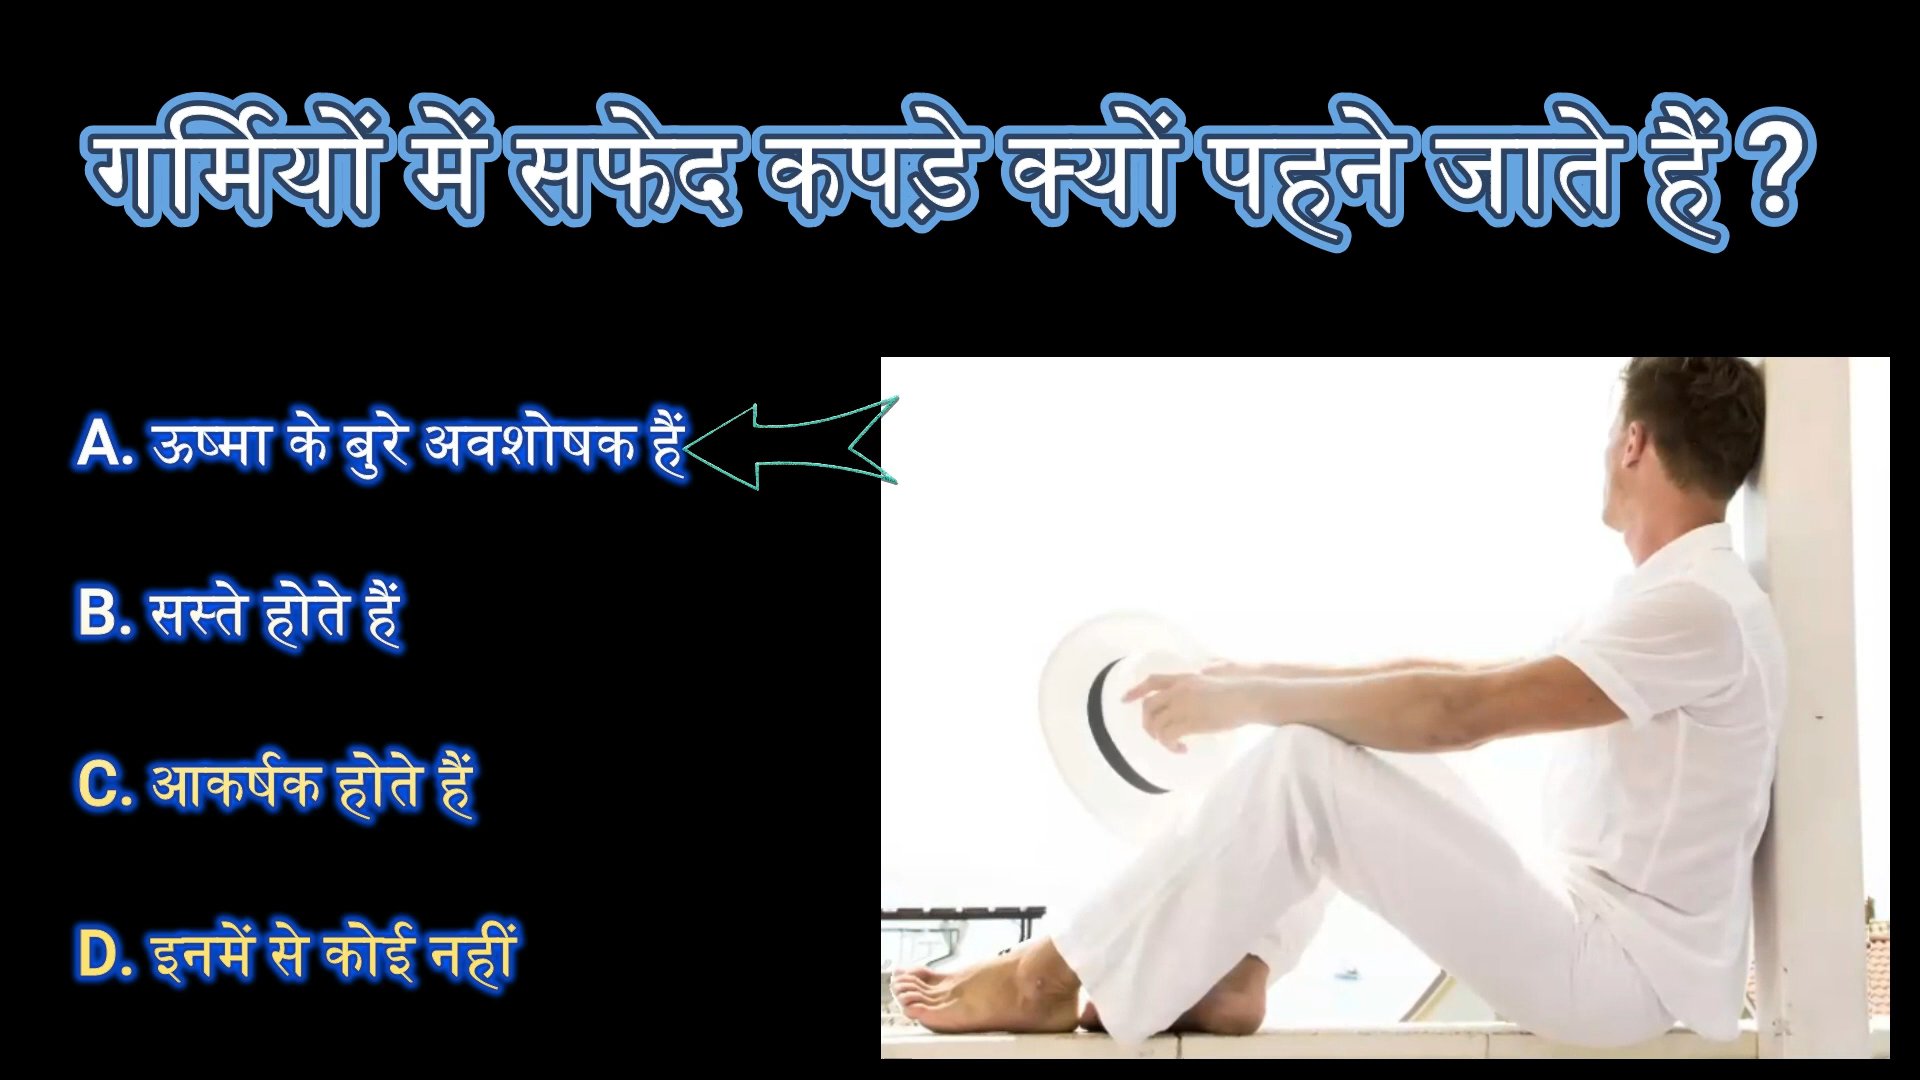 गर्मियों में सफेद कपड़े क्यों पहने जाते हैं ?
A. ऊष्मा के बुरे अवशोषक हैं
B. सस्ते होते हैं
C. आकर्षक होते हैं
D. इनमें से कोई नहीं